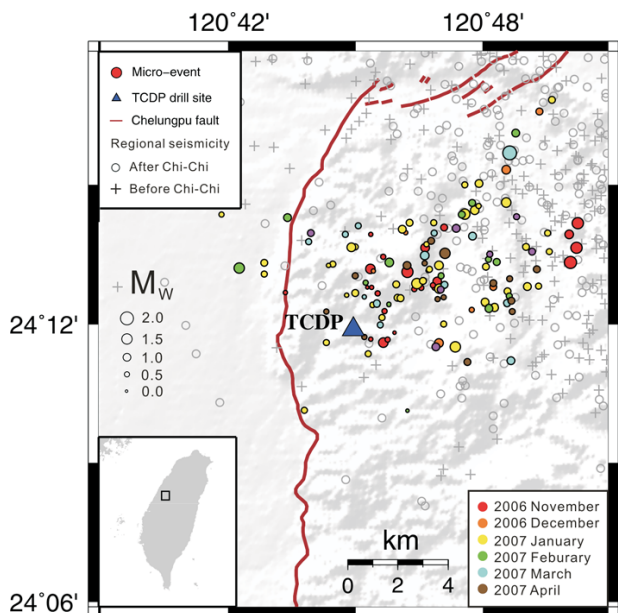 120°42' 120°48'
Micro-event
TCDP drill site
Chelungpu fault
Regional seismicity
After Chi-Chi
Before Chi-Chi
Mw
2.0
1.5
1.0
0.5
0.0
24°12'
TCDP
2006 November
2006 December
2007 January
2007 Feburary
2007 March
2007 April
km
0 2 4
24°06'